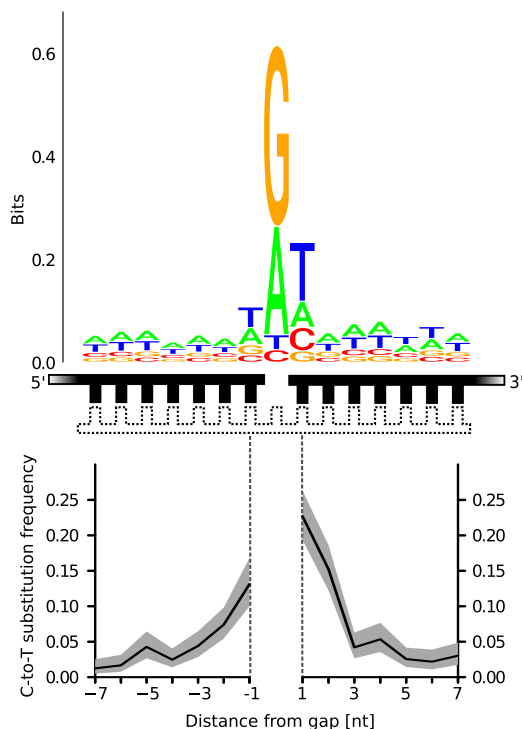 0.6
0.4
0.2
0.0
Bits
G
A T
T A C
5' 3'
C-to-T substitution frequency
0.25 0.25
0.20 0.20
0.15 0.15
0.10 0.10
0.05 0.05
0.00 0.00
−7 −5 −3 -1 1 3 5 7
Distance from gap [nt]